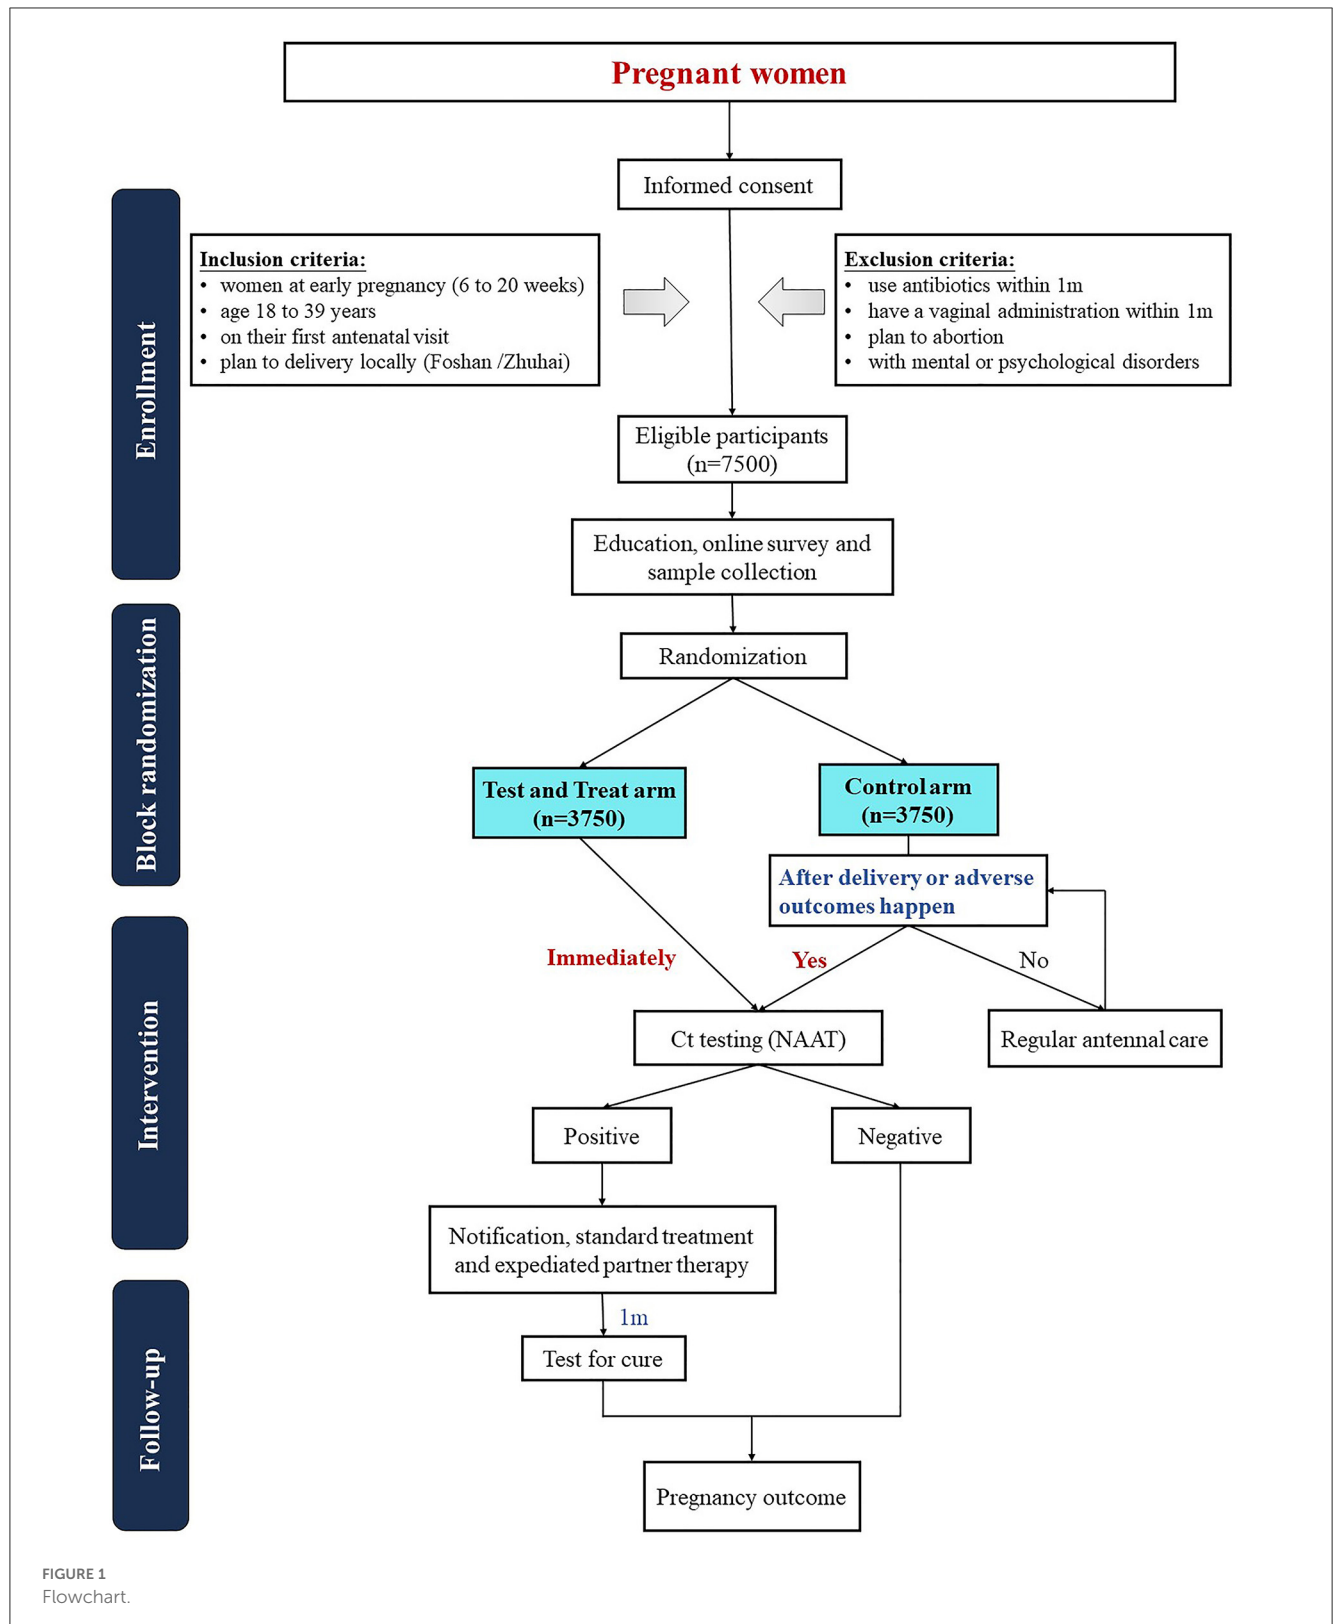 Pregnant women
Informed consent
Enrollment
Inclusion criteria:
• women at early pregnancy (6 to 20 weeks)
• age 18 to 39 years
• on their first antenatal visit
• plan to delivery locally (Foshan /Zhuhai)
Exclusion criteria:
• use antibiotics within 1m
• have a vaginal administration within 1m
• plan to abortion
• with mental or psychological disorders
Eligible participants
(n=7500)
Education, online survey and
sample collection
Block randomization
Randomization
Test and Treat arm
(n=3750)
Control arm
(n=3750)
After delivery or adverse
outcomes happen
Intervention
Immediately
Yes
No
Ct testing (NAAT)
Regular antennal care
Positive
Negative
Notification, standard treatment
and expediated partner therapy
Follow-up
1m
Test for cure
Pregnancy outcome
FIGURE 1
Flowchart.